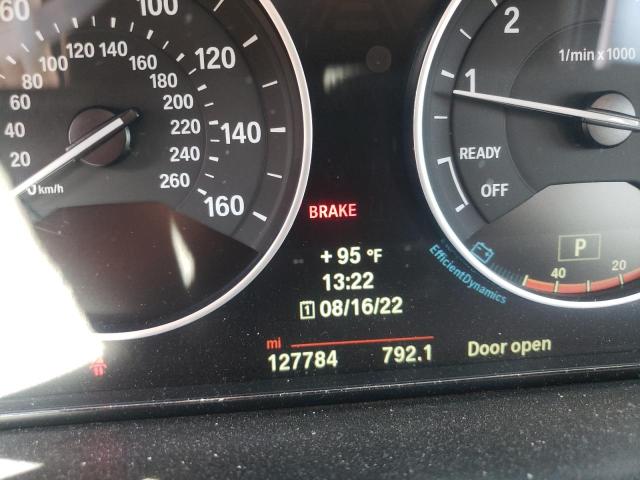 60
100
120
140
160
20
40
60
80
100
120
140
160
180
200
220
240
260
0 km/h
BRAKE
+ 95 °F
13:22
1 08/16/22
mi
127784 792.1
Door open
2
1
1/min x 1000
READY
OFF
P
EfficientDynamics
40 20